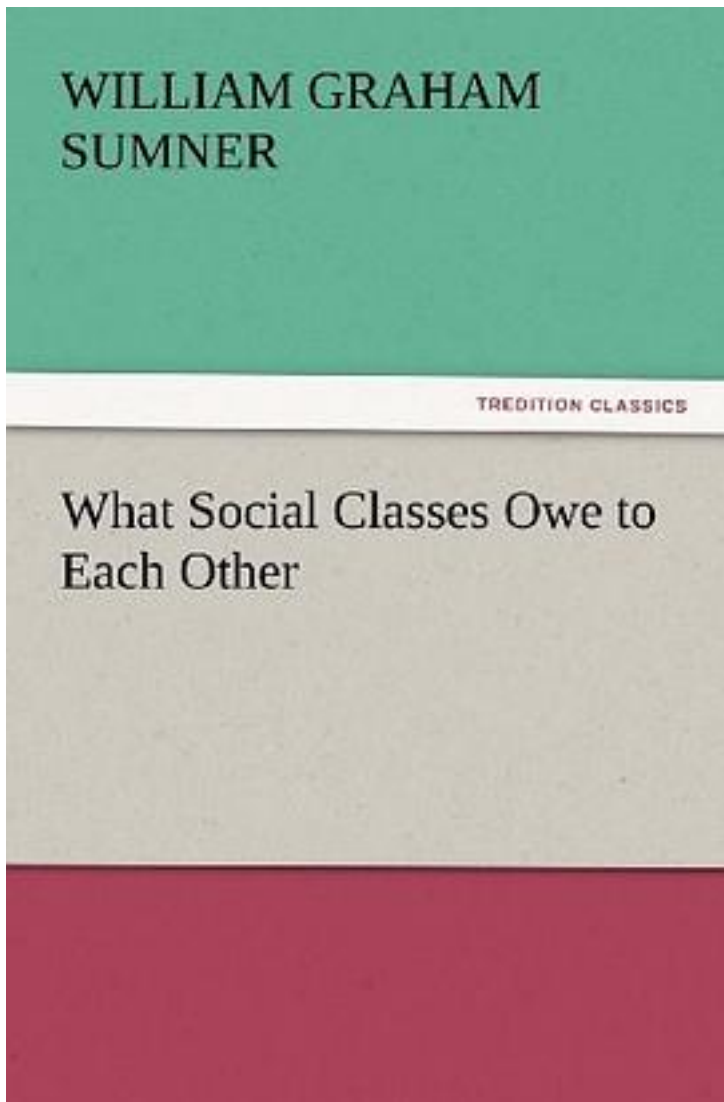 WILLIAM GRAHAM
SUMNER
TREDITION CLASSICS
What Social Classes Owe to
Each Other